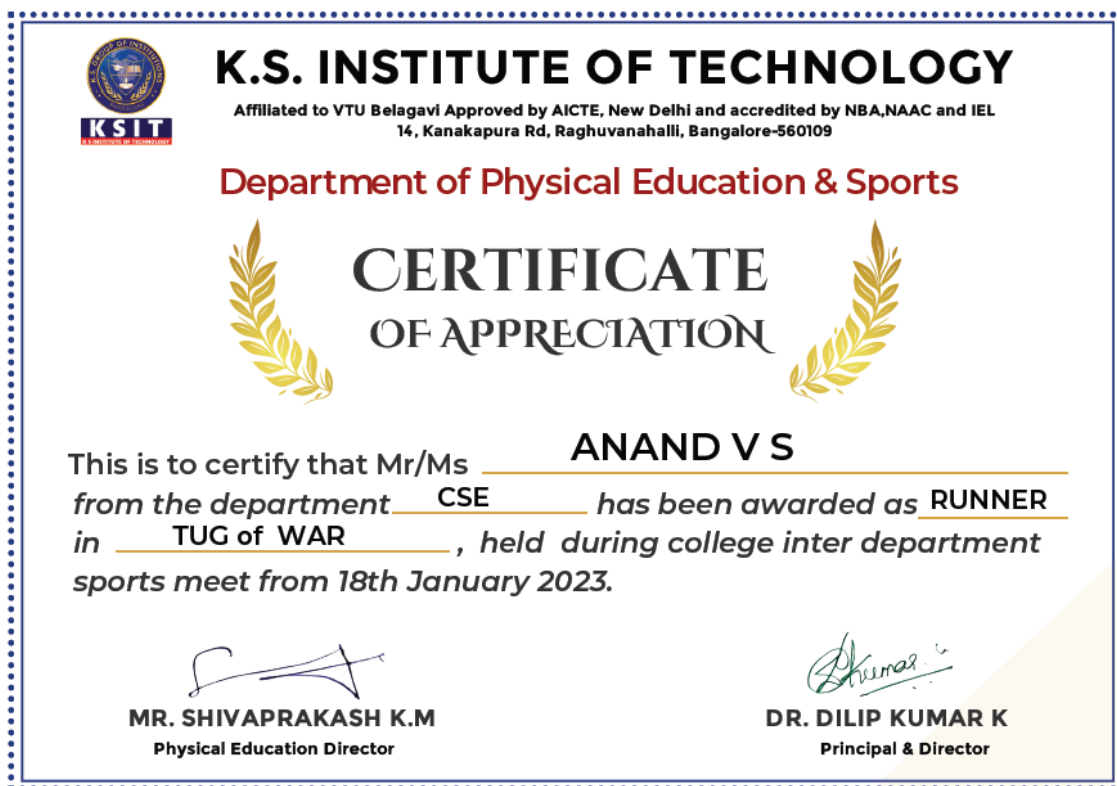 K.S. GROUP OF INSTITUTIONS
BANGALORE
KSIT
K.S INSTITUTE OF TECHNOLOGY
K.S. INSTITUTE OF TECHNOLOGY
Affiliated to VTU Belagavi Approved by AICTE, New Delhi and accredited by NBA,NAAC and IEL
14, Kanakapura Rd, Raghuvanahalli, Bangalore-560109
Department of Physical Education & Sports
CERTIFICATE
OF APPRECIATION
This is to certify that Mr/Ms ANAND V S
from the department CSE has been awarded as RUNNER
in TUG of WAR , held during college inter department
sports meet from 18th January 2023.
MR. SHIVAPRAKASH K.M
Physical Education Director
DR. DILIP KUMAR K
Principal & Director